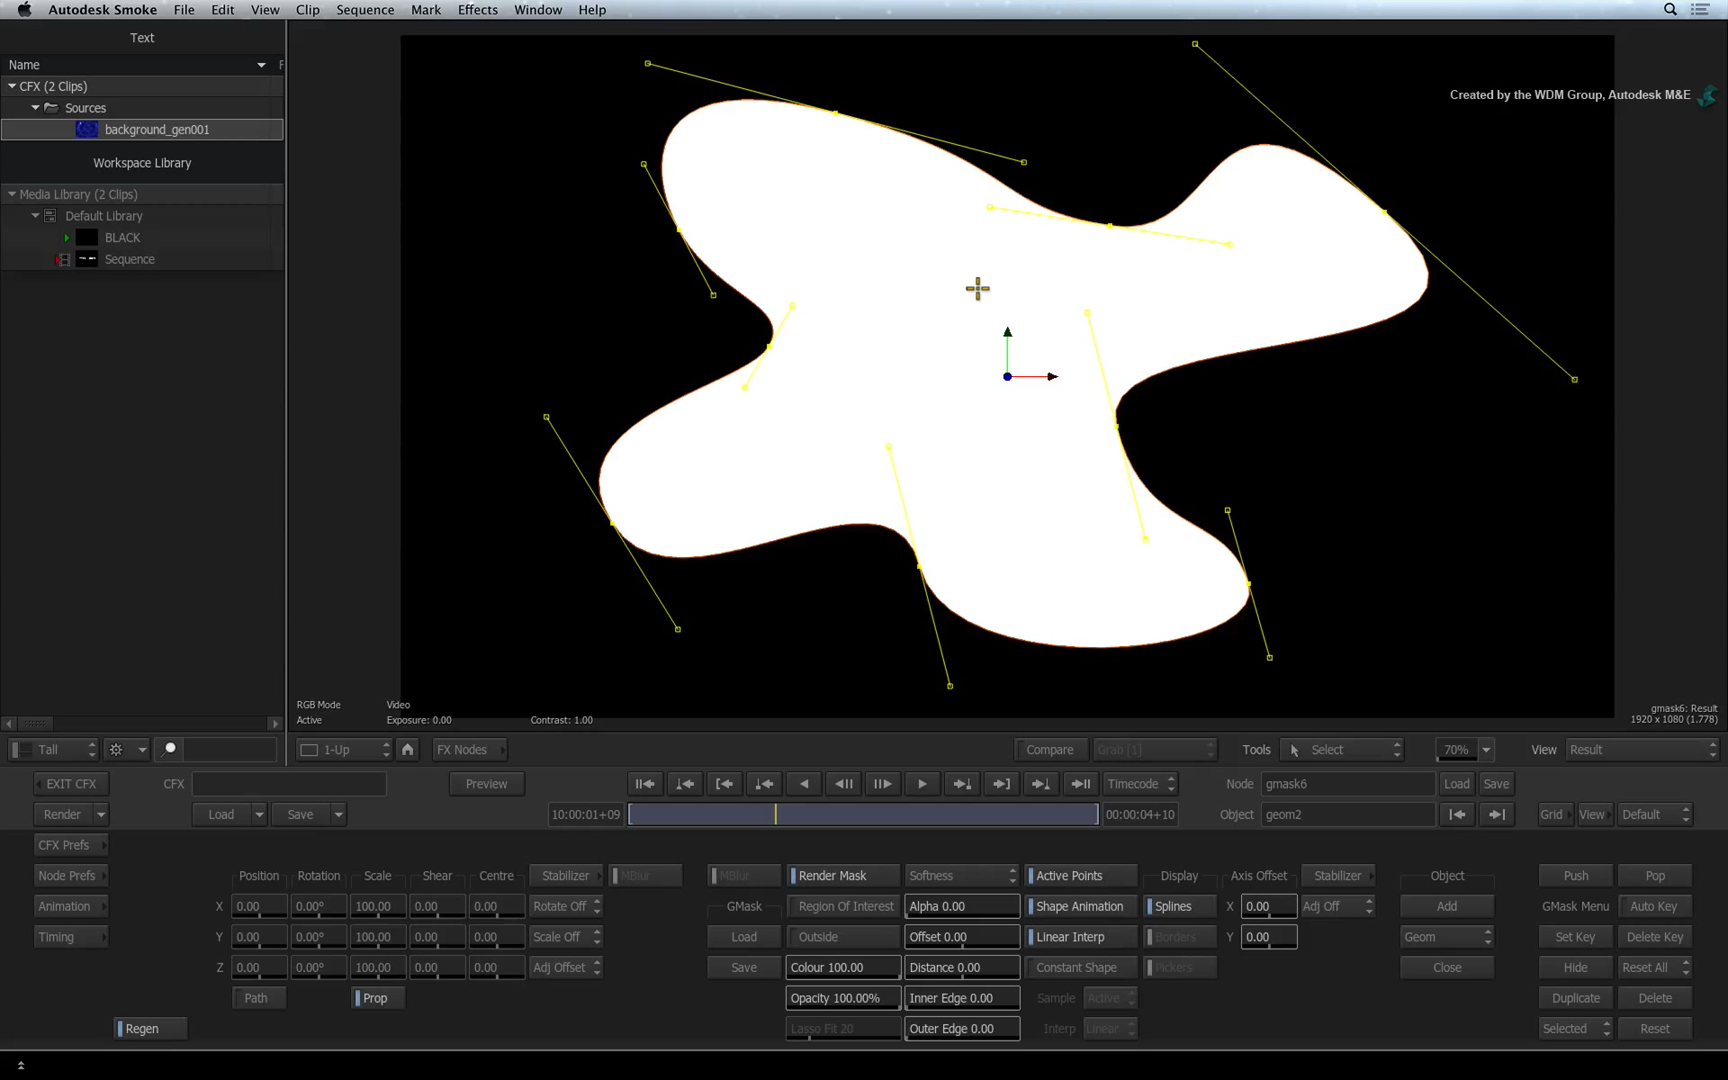 Autodesk Smoke File Edit View Clip Sequence Mark Effects Window Help
Text
Name
CFX (2 Clips)
Sources
background_gen001
Workspace Library
Media Library (2 Clips)
Default Library
BLACK
Sequence
Created by the WDM Group, Autodesk M&E
RGB Mode Video
Active Exposure: 0.00 Contrast: 1.00
gmask6: Result
1920 x 1080 (1.778)
Tall 1-Up FX Nodes Compare Grab [1] Tools Select 70% View Result
EXIT CFX CFX Preview Timecode Node gmask6 Load Save
Render Load Save 10:00:01+09 00:00:04+10 Object geom2 Grid View Default
CFX Prefs
Node Prefs Position Rotation Scale Shear Centre Stabilizer MBlur MBlur Render Mask Softness Active Points Display Axis Offset Stabilizer Object Push Pop
Animation X 0.00 0.00° 100.00 0.00 0.00 Rotate Off GMask Region Of Interest Alpha 0.00 Shape Animation Splines X 0.00 Adj Off Add GMask Menu Auto Key
Timing Y 0.00 0.00° 100.00 0.00 0.00 Scale Off Load Outside Offset 0.00 Linear Interp Borders Y 0.00 Geom Set Key Delete Key
Z 0.00 0.00° 100.00 0.00 0.00 Adj Offset Save Colour 100.00 Distance 0.00 Constant Shape Pickers Close Hide Reset All
Path Prop Opacity 100.00% Inner Edge 0.00 Sample Active Duplicate Delete
Regen Lasso Fit 20 Outer Edge 0.00 Interp Linear Selected Reset